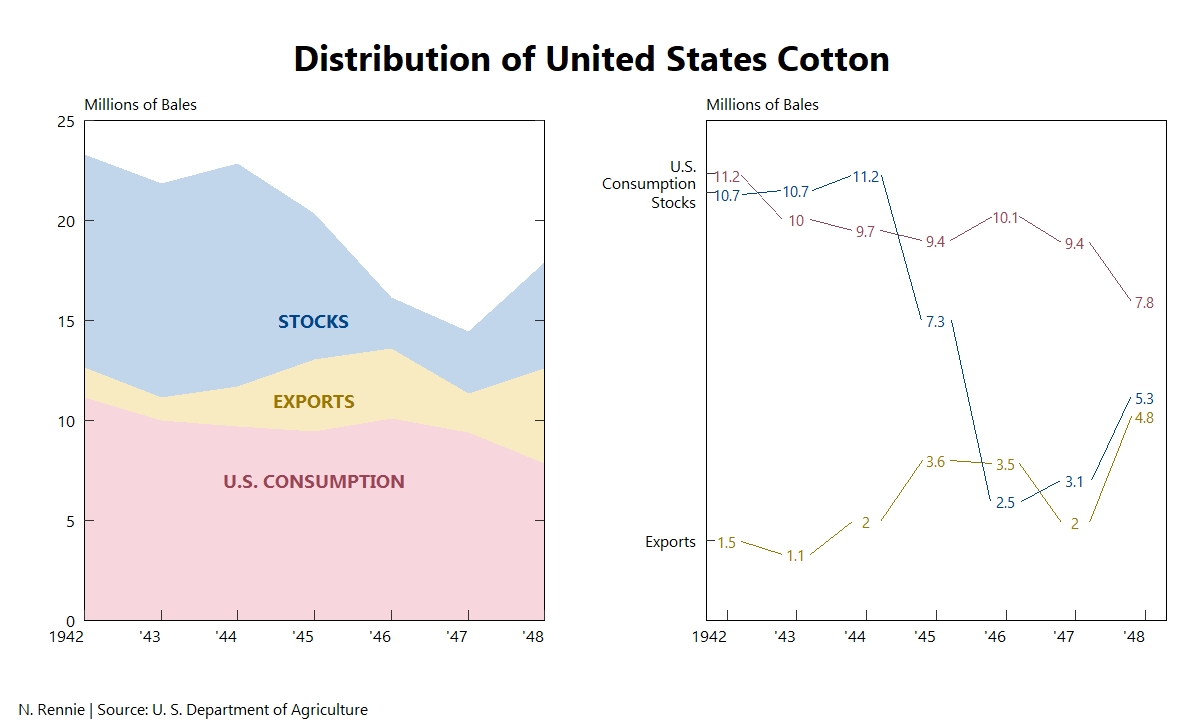 Distribution of United States Cotton
Millions of Bales
25
20
15
10
5
0
STOCKS
EXPORTS
U.S. CONSUMPTION
1942 '43 '44 '45 '46 '47 '48
Millions of Bales
U.S.
Consumption
Stocks
Exports
11.2 10 9.7 9.4 10.1 9.4 7.8
10.7 10.7 11.2 7.3 2.5 3.1 5.3
1.5 1.1 2 3.6 3.5 2 4.8
1942 '43 '44 '45 '46 '47 '48
N. Rennie | Source: U. S. Department of Agriculture